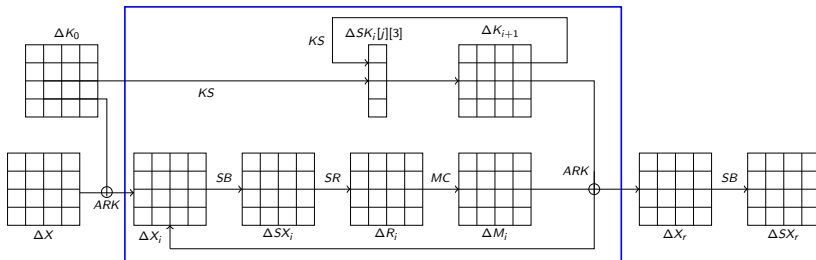 ΔK₀
KS
ΔSKᵢ[j][3]
ΔKᵢ₊₁
KS
SB
SR
MC
ARK
SB
ARK
ΔX
ΔXᵢ
ΔSXᵢ
ΔRᵢ
ΔMᵢ
ΔXᵣ
ΔSXᵣ